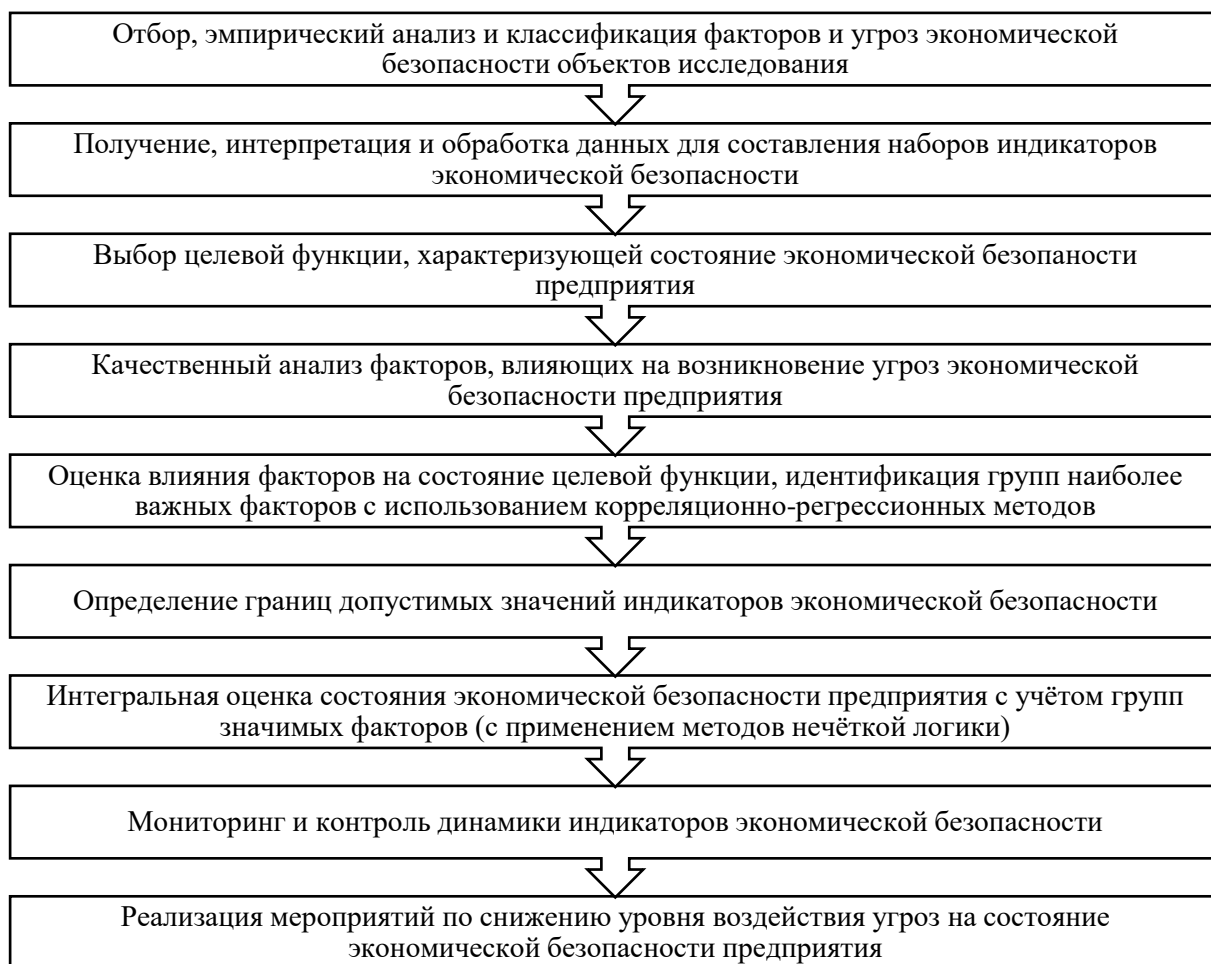 Отбор, эмпирический анализ и классификация факторов и угроз экономической
безопасности объектов исследования
Получение, интерпретация и обработка данных для составления наборов индикаторов
экономической безопасности
Выбор целевой функции, характеризующей состояние экономической безопаности
предприятия
Качественный анализ факторов, влияющих на возникновение угроз экономической
безопасности предприятия
Оценка влияния факторов на состояние целевой функции, идентификация групп наиболее
важных факторов с использованием корреляционно-регрессионных методов
Определение границ допустимых значений индикаторов экономической безопасности
Интегральная оценка состояния экономической безопасности предприятия с учётом групп
значимых факторов (с применением методов нечёткой логики)
Мониторинг и контроль динамики индикаторов экономической безопасности
Реализация мероприятий по снижению уровня воздействия угроз на состояние
экономической безопасности предприятия